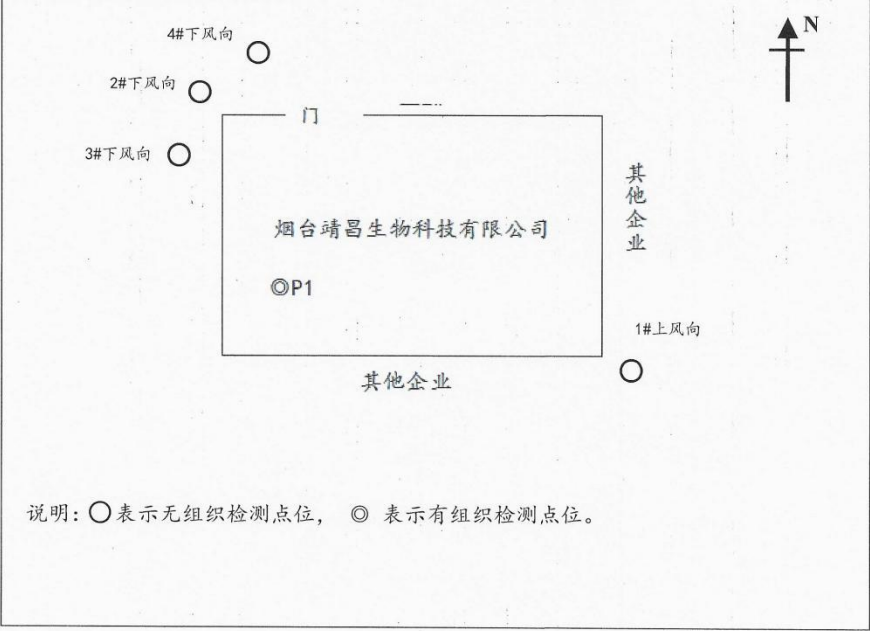 4#下风向
N
2#下风向
门
3#下风向
其他企业
烟台靖昌生物科技有限公司
◎P1
1#上风向
其他企业
说明:○表示无组织检测点位, ◎ 表示有组织检测点位。